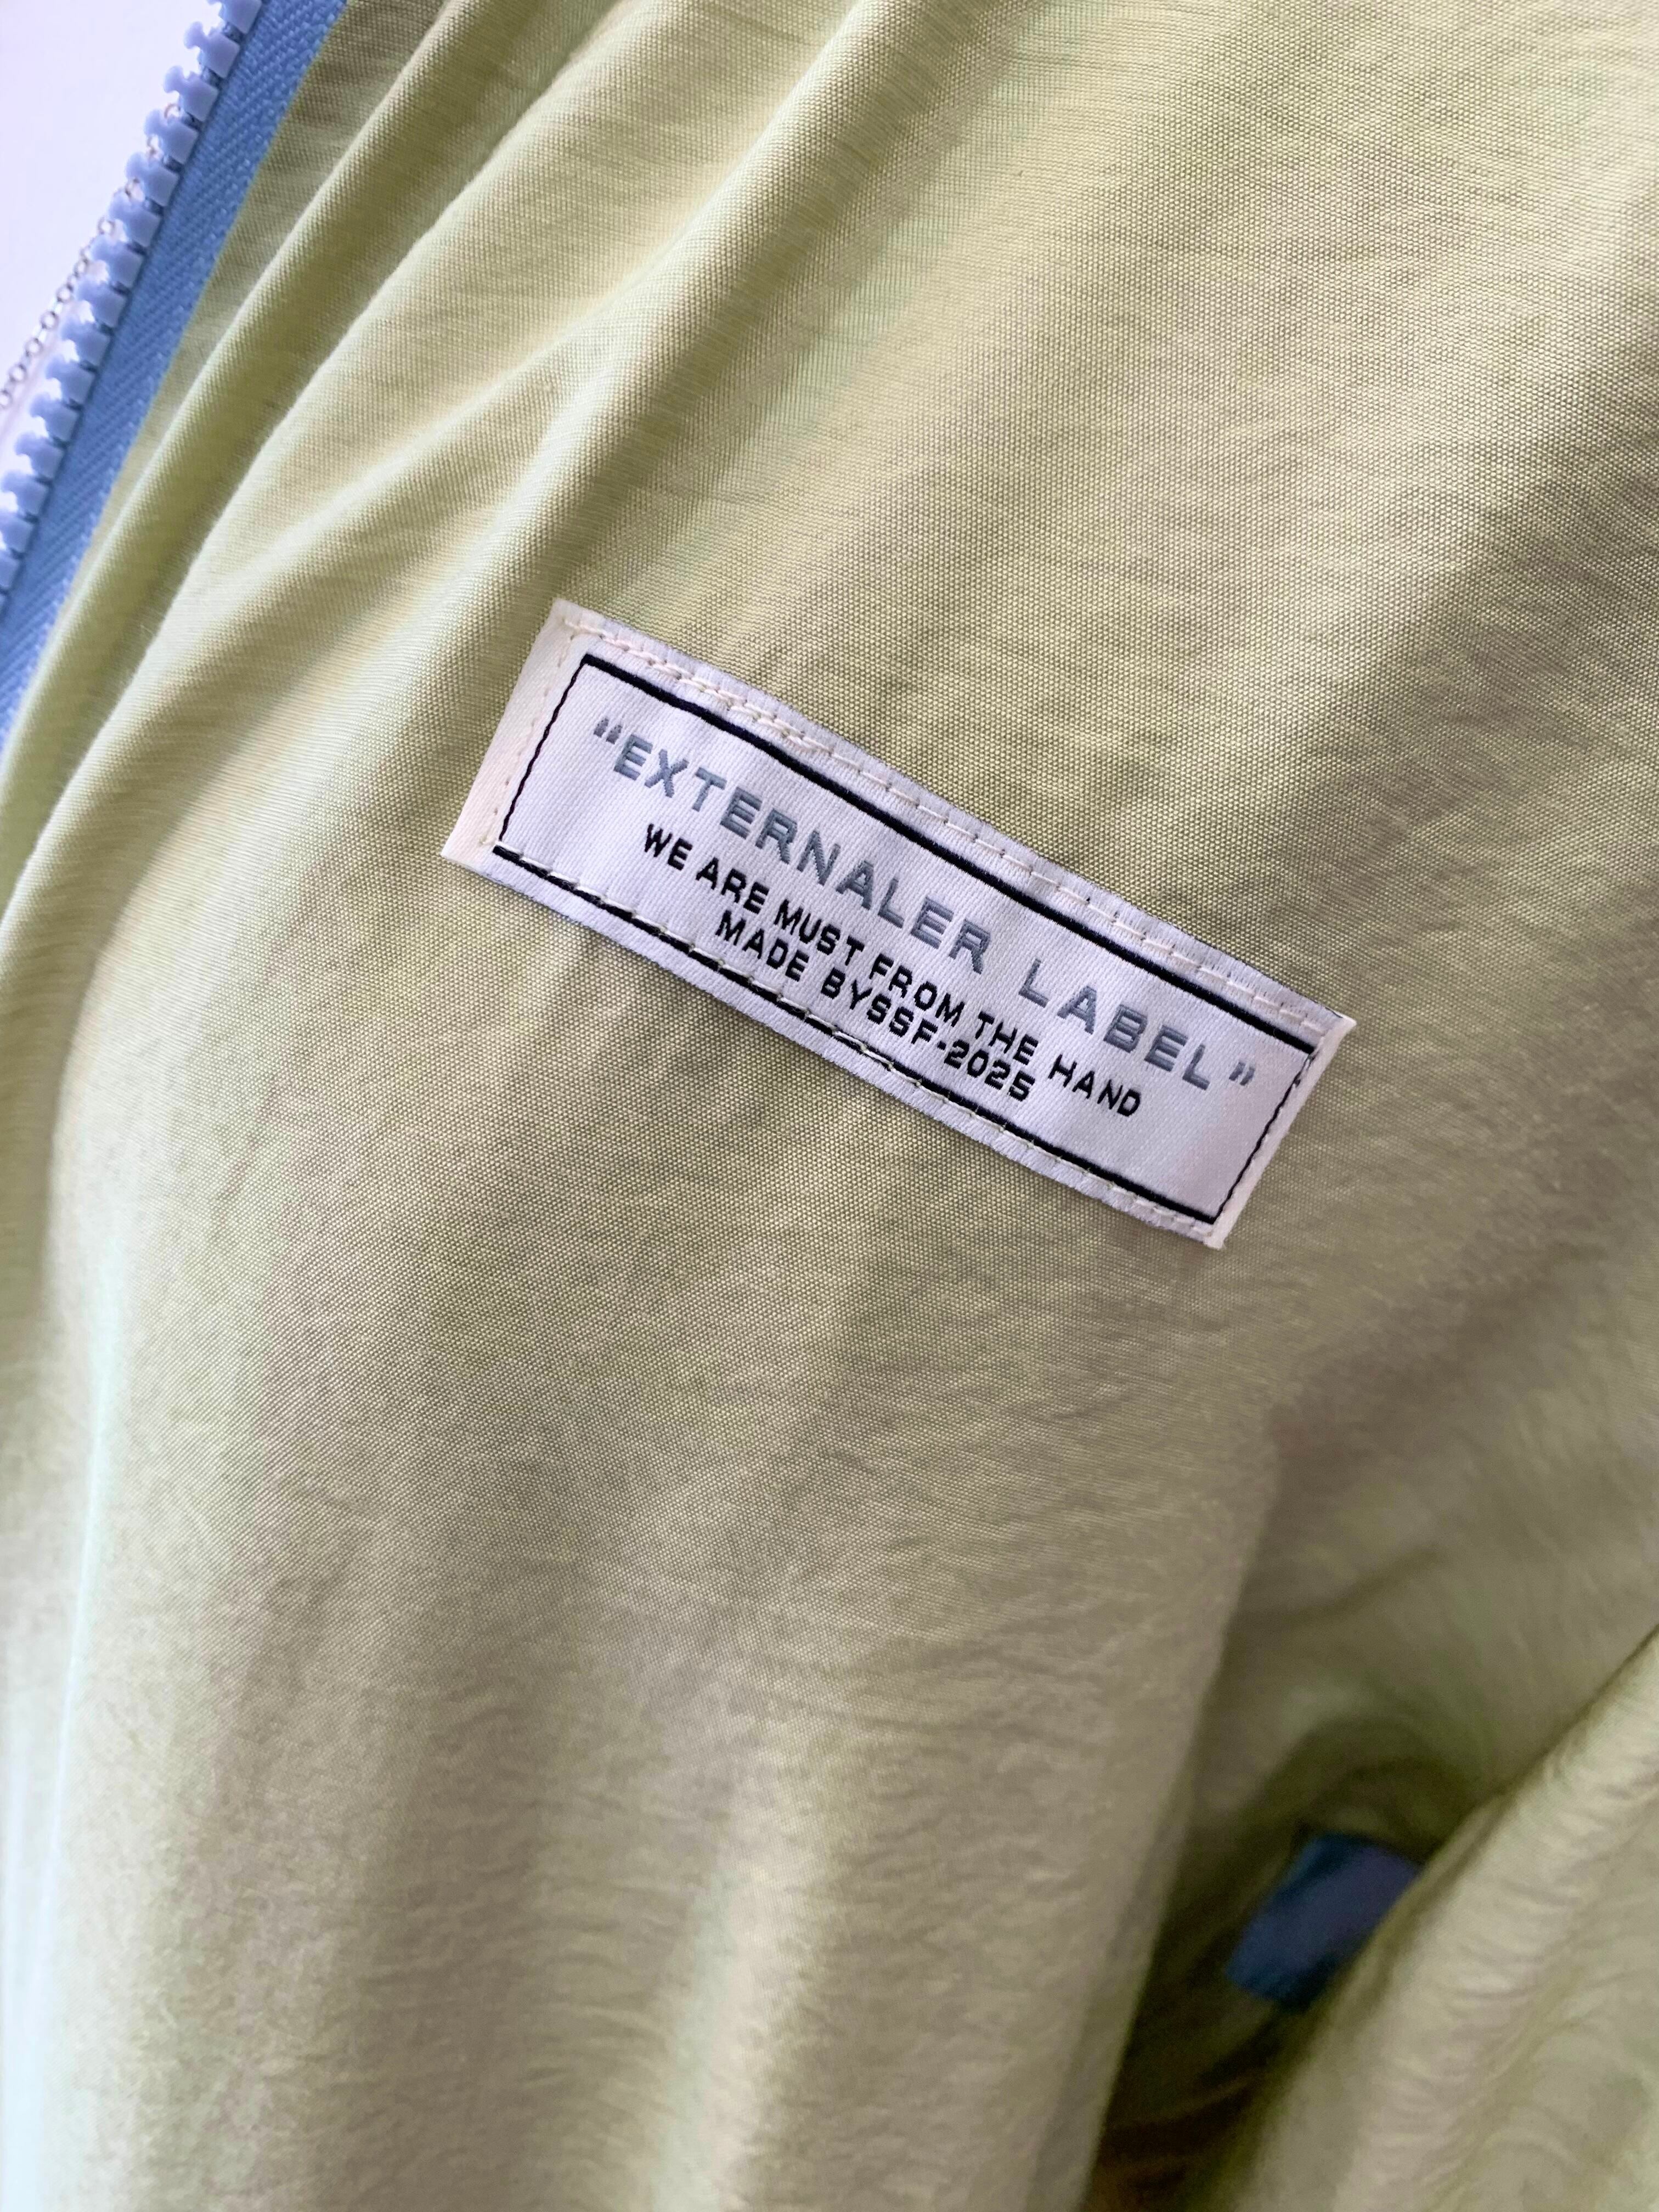 “EXTERNALER LABEL”
WE ARE MUST FROM THE HAND
MADE BYSSF-2025